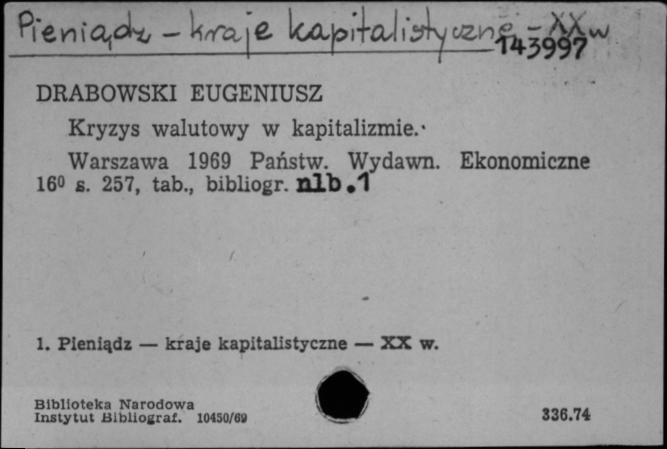 Pieniądz - kraje kapitalistyczne - XX w
143997
DRABOWSKI EUGENIUSZ
Kryzys walutowy w kapitalizmie.
Warszawa 1969 Państw. Wydawn. Ekonomiczne
16⁰ s. 257, tab., bibliogr. nlb.1
1. Pieniądz — kraje kapitalistyczne — XX w.
Biblioteka Narodowa
Instytut Bibliograf. 10450/69
336.74